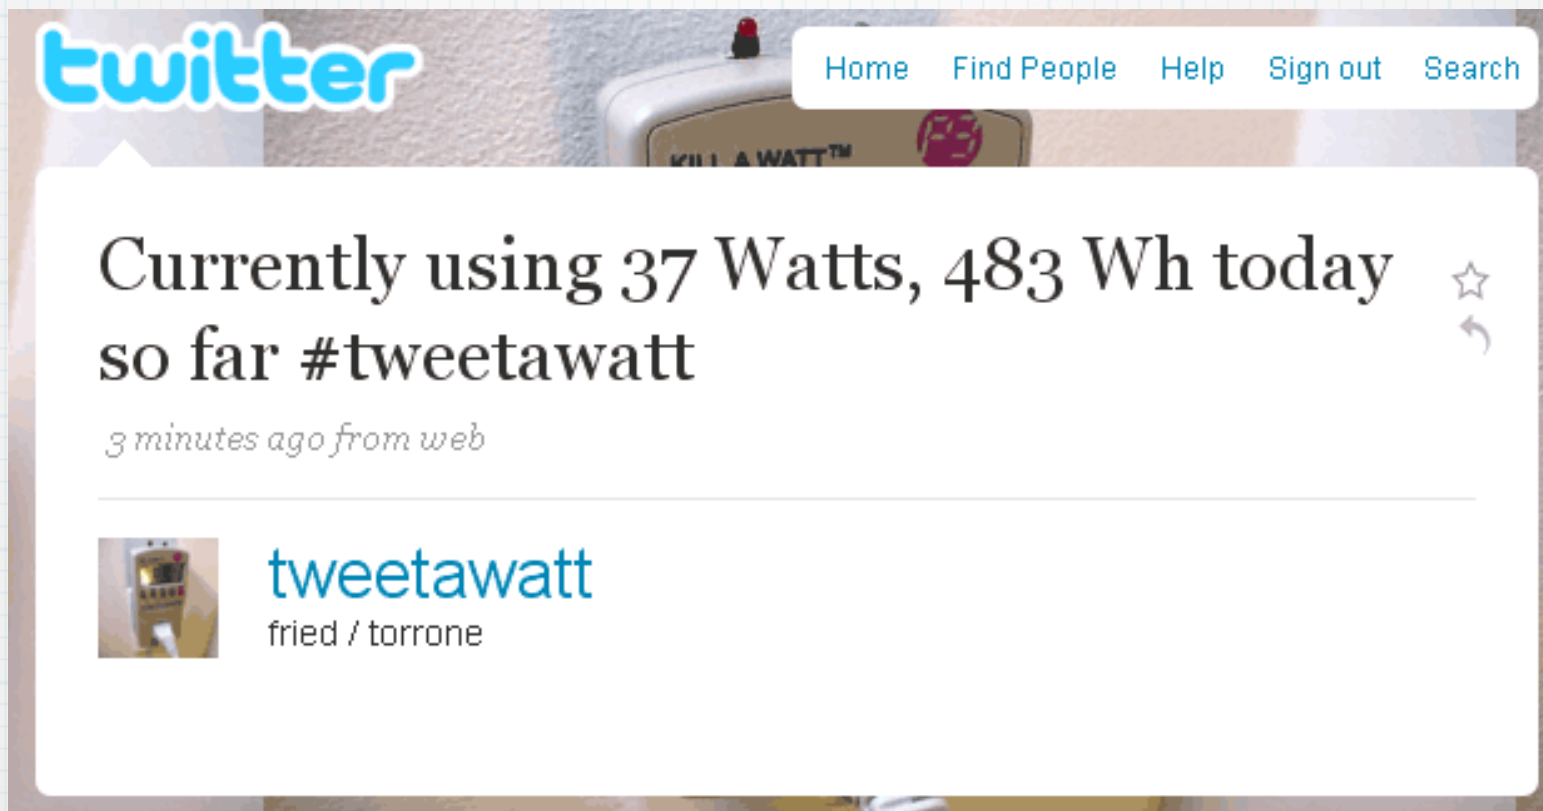 twitter
Home Find People Help Sign out Search
KILL A WATT™
Currently using 37 Watts, 483 Wh today
so far #tweetawatt
3 minutes ago from web
tweetawatt
fried / torrone